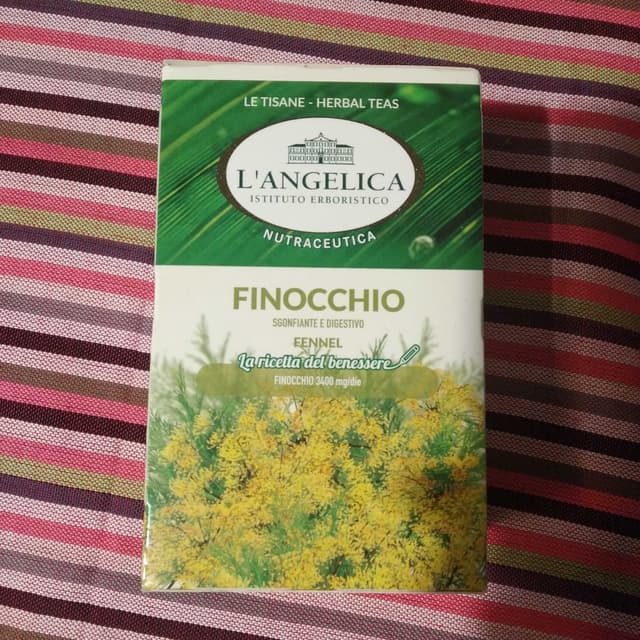 LE TISANE - HERBAL TEAS
L'ANGELICA
ISTITUTO ERBORISTICO
NUTRACEUTICA
FINOCCHIO
SGONFIANTE E DIGESTIVO
FENNEL
La ricetta del benessere
FINOCCHIO 3400 mg/die